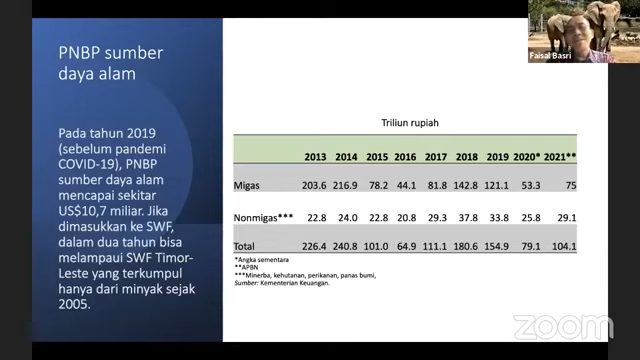 PNBP sumber
daya alam
Pada tahun 2019
(sebelum pandemi
COVID-19), PNBP
sumber daya alam
mencapai sekitar
US$10,7 miliar. Jika
dimasukkan ke SWF,
dalam dua tahun bisa
melampaui SWF Timor-
Leste yang terkumpul
hanya dari minyak sejak
2005.
Triliun rupiah
2013 2014 2015 2016 2017 2018 2019 2020* 2021**
Migas 203.6 216.9 78.2 44.1 81.8 142.8 121.1 53.3 75
Nonmigas*** 22.8 24.0 22.8 20.8 29.3 37.8 33.8 25.8 29.1
Total 226.4 240.8 101.0 64.9 111.1 180.6 154.9 79.1 104.1
*Angka sementara
**APBN
***Minerba, kehutanan, perikanan, panas bumi,
Sumber: Kementerian Keuangan.
Faisal Basri
zoom